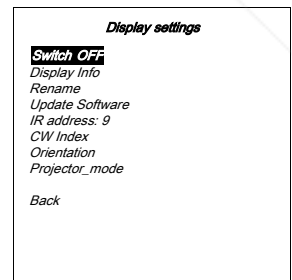 Display settings
Switch OFF
Display Info
Rename
Update Software
IR address: 9
CW Index
Orientation
Projector_mode
Back